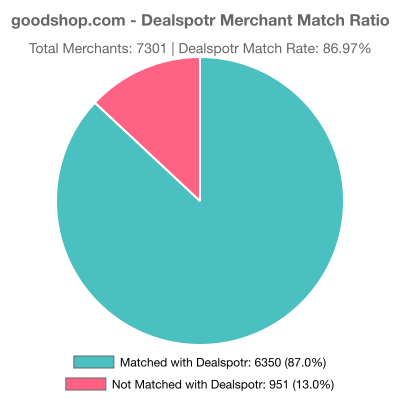 goodshop.com - Dealspotr Merchant Match Ratio
Total Merchants: 7301 | Dealspotr Match Rate: 86.97%
Matched with Dealspotr: 6350 (87.0%)
Not Matched with Dealspotr: 951 (13.0%)